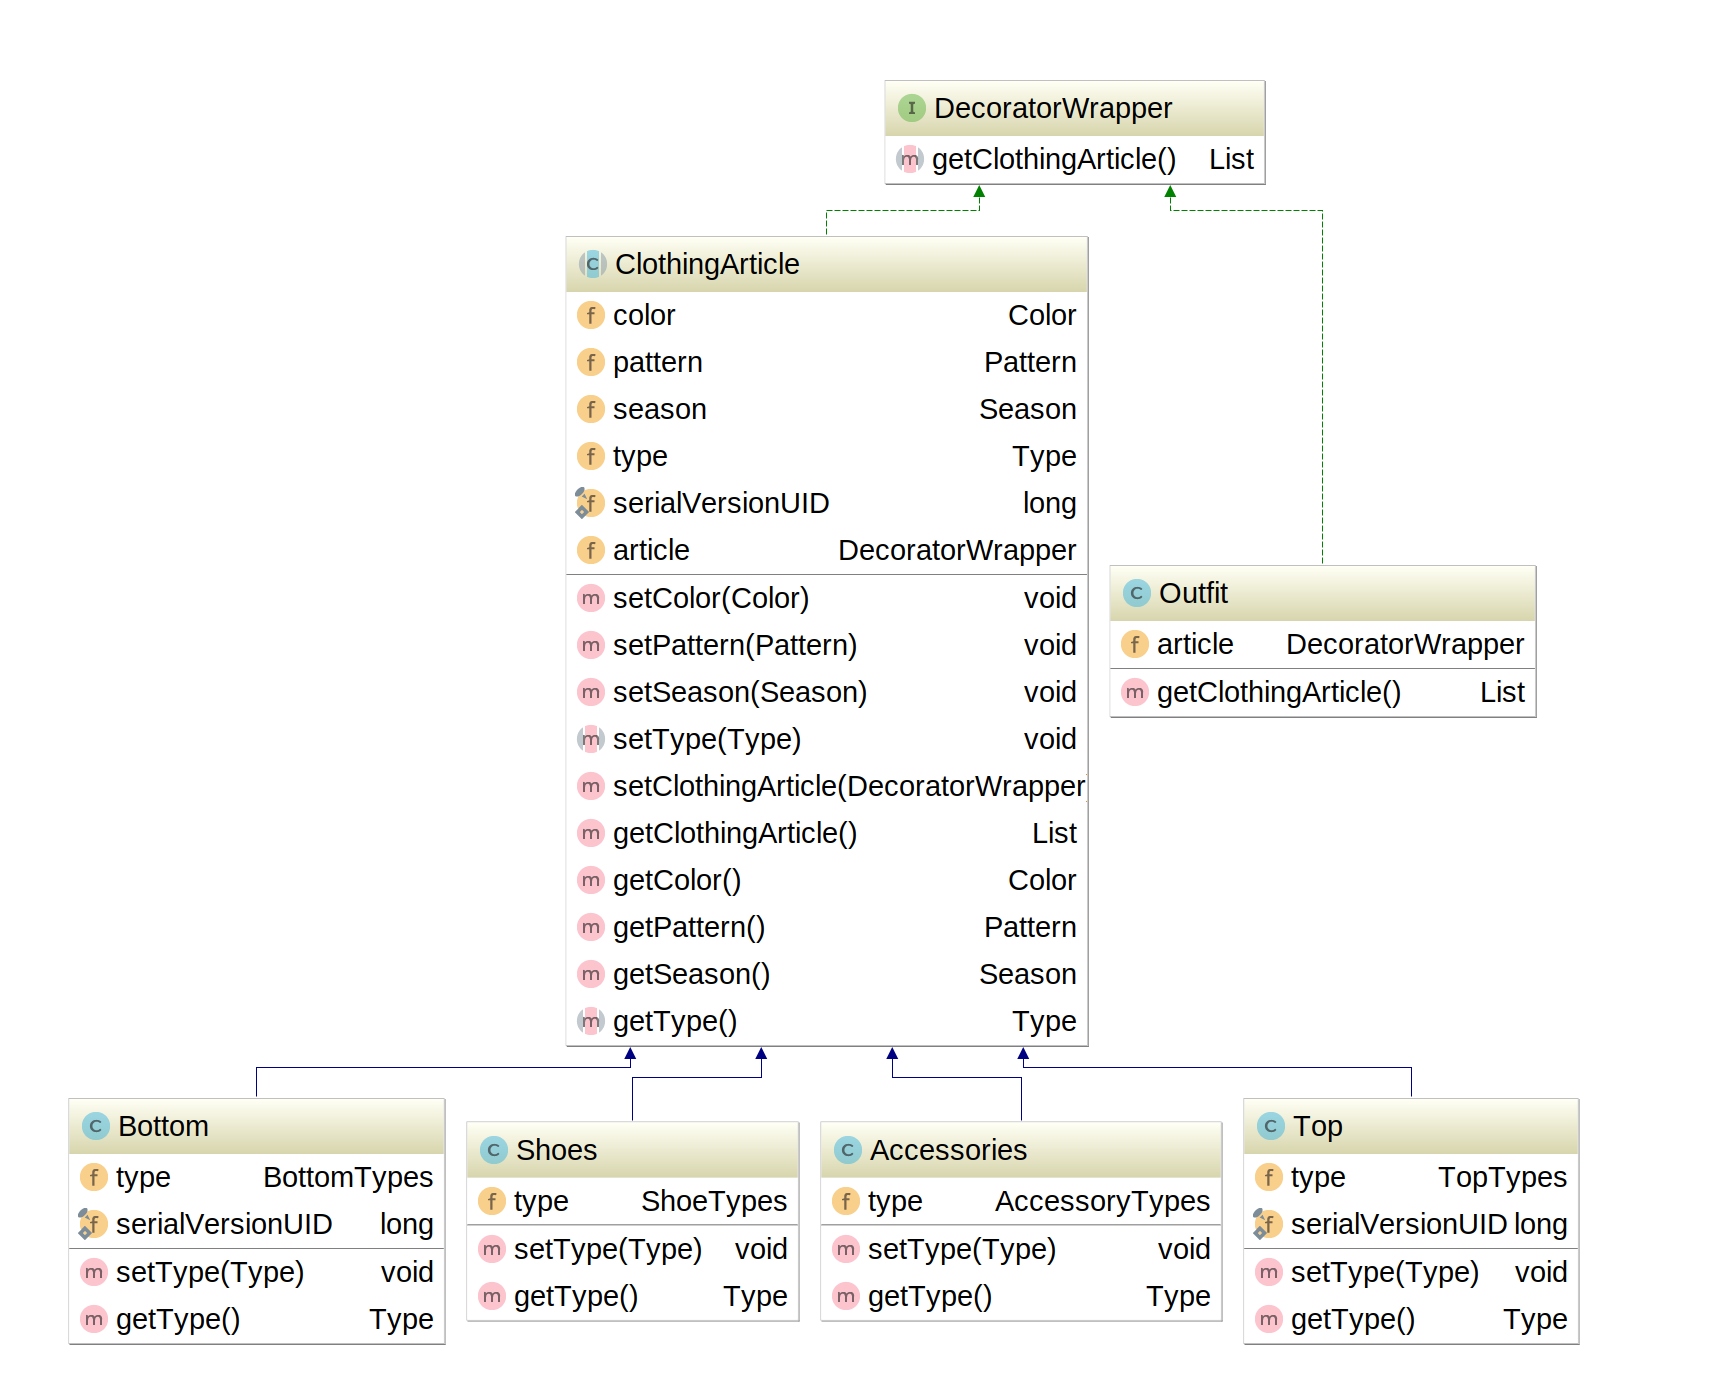 I DecoratorWrapper
m getClothingArticle() List
C ClothingArticle
f color Color
f pattern Pattern
f season Season
f type Type
f serialVersionUID long
f article DecoratorWrapper
m setColor(Color) void
m setPattern(Pattern) void
m setSeason(Season) void
m setType(Type) void
m setClothingArticle(DecoratorWrapper
m getClothingArticle() List
m getColor() Color
m getPattern() Pattern
m getSeason() Season
m getType() Type
C Outfit
f article DecoratorWrapper
m getClothingArticle() List
C Bottom
f type BottomTypes
f serialVersionUID long
m setType(Type) void
m getType() Type
C Shoes
f type ShoeTypes
m setType(Type) void
m getType() Type
C Accessories
f type AccessoryTypes
m setType(Type) void
m getType() Type
C Top
f type TopTypes
f serialVersionUID long
m setType(Type) void
m getType() Type